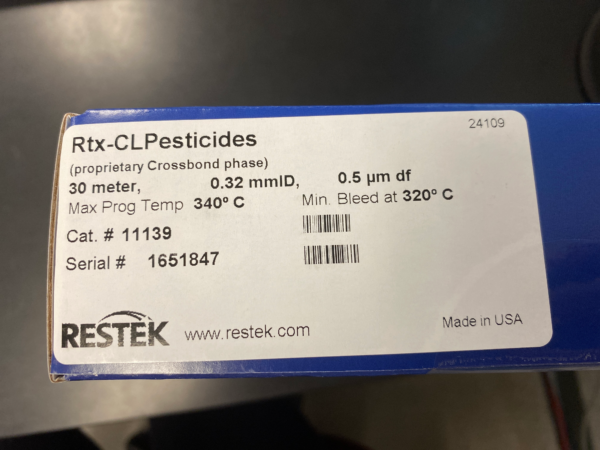 24109
Rtx-CLPesticides
(proprietary Crossbond phase)
30 meter, 0.32 mmID, 0.5 µm df
Max Prog Temp 340° C Min. Bleed at 320° C
Cat. # 11139
Serial # 1651847
RESTEK www.restek.com Made in USA